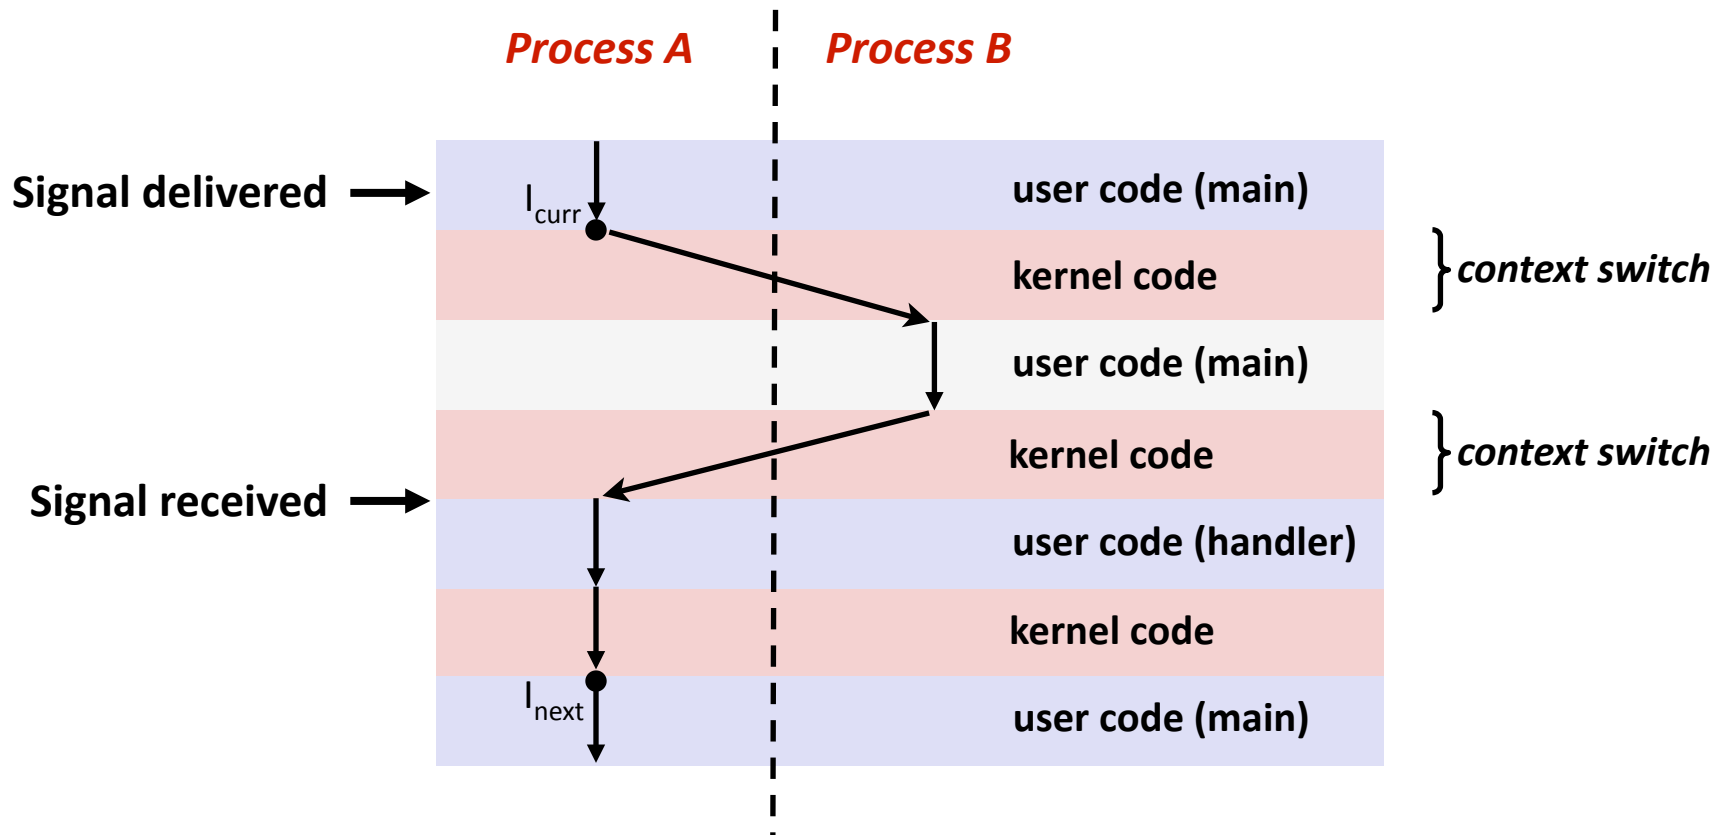 Process A
Process B
Signal delivered
I_curr
user code (main)
kernel code
context switch
user code (main)
kernel code
context switch
Signal received
user code (handler)
kernel code
I_next
user code (main)